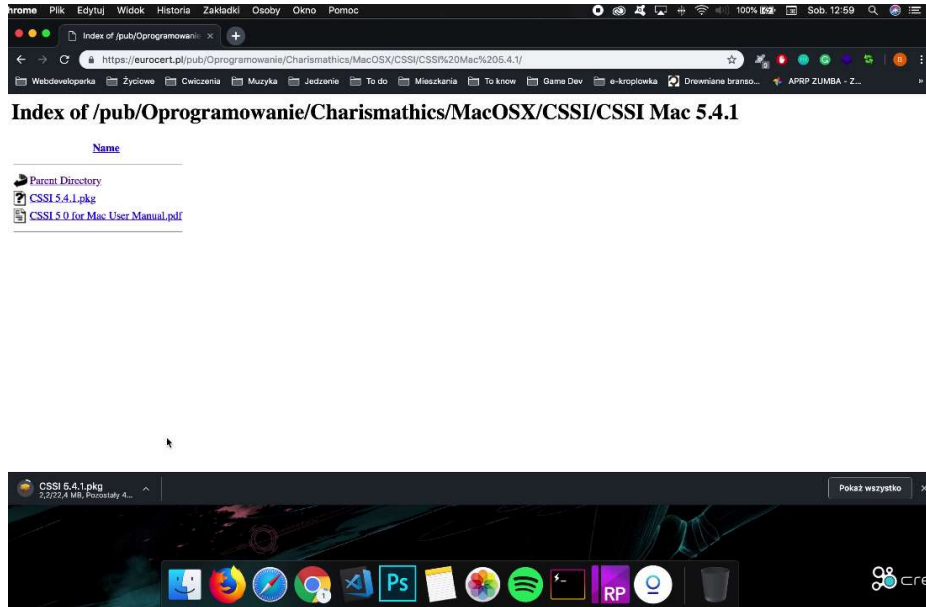 hrome Plik Edytuj Widok Historia Zakładki Osoby Okno Pomoc 100% Sob. 12:59
Index of /pub/Oprogramowanie
https://eurocert.pl/pub/Oprogramowanie/Charismathics/MacOSX/CSSI/CSSI%20Mac%205.4.1/
Webdeveloperka Życiowe Cwiczenia Muzyka Jedzenie To do Mieszkania To know Game Dev e-kroplowka Drewniane branso... APRP ZUMBA - Z... »
Index of /pub/Oprogramowanie/Charismathics/MacOSX/CSSI/CSSI Mac 5.4.1
Name
Parent Directory
CSSI 5.4.1.pkg
CSSI 5 0 for Mac User Manual.pdf
CSSI 5.4.1.pkg
2,2/22,4 MB, Pozostały 4...
Pokaż wszystko
Ps
RP
cre